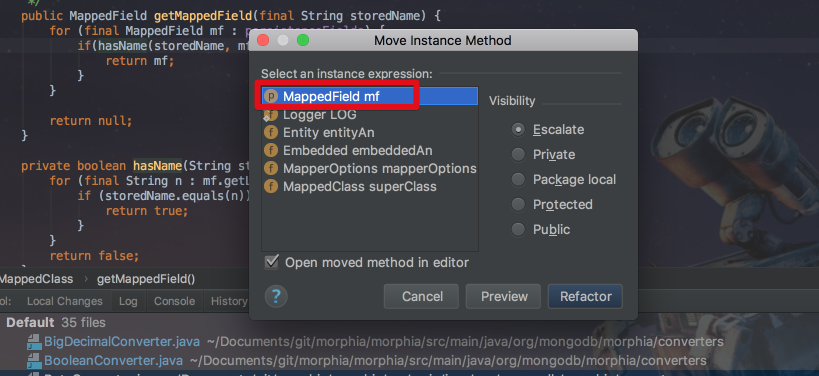 */
public MappedField getMappedField(final String storedName) {
for (final MappedField mf :
if(hasName(storedName, mf
return mf;
}
}
return null;
}
private boolean hasName(String st
for (final String n : mf.getL
if (storedName.equals(n))
return true;
}
}
return false;
Move Instance Method
Select an instance expression:
p MappedField mf
Logger LOG
f Entity entityAn
f Embedded embeddedAn
f MapperOptions mapperOptions
f MappedClass superClass
Visibility
Escalate
Private
Package local
Protected
Public
Open moved method in editor
?
Cancel
Preview
Refactor
MappedClass › getMappedField()
ol: Local Changes Log Console History
Default 35 files
BigDecimalConverter.java ~/Documents/git/morphia/morphia/src/main/java/org/mongodb/morphia/converters
BooleanConverter.java ~/Documents/git/morphia/morphia/src/main/java/org/mongodb/morphia/converters